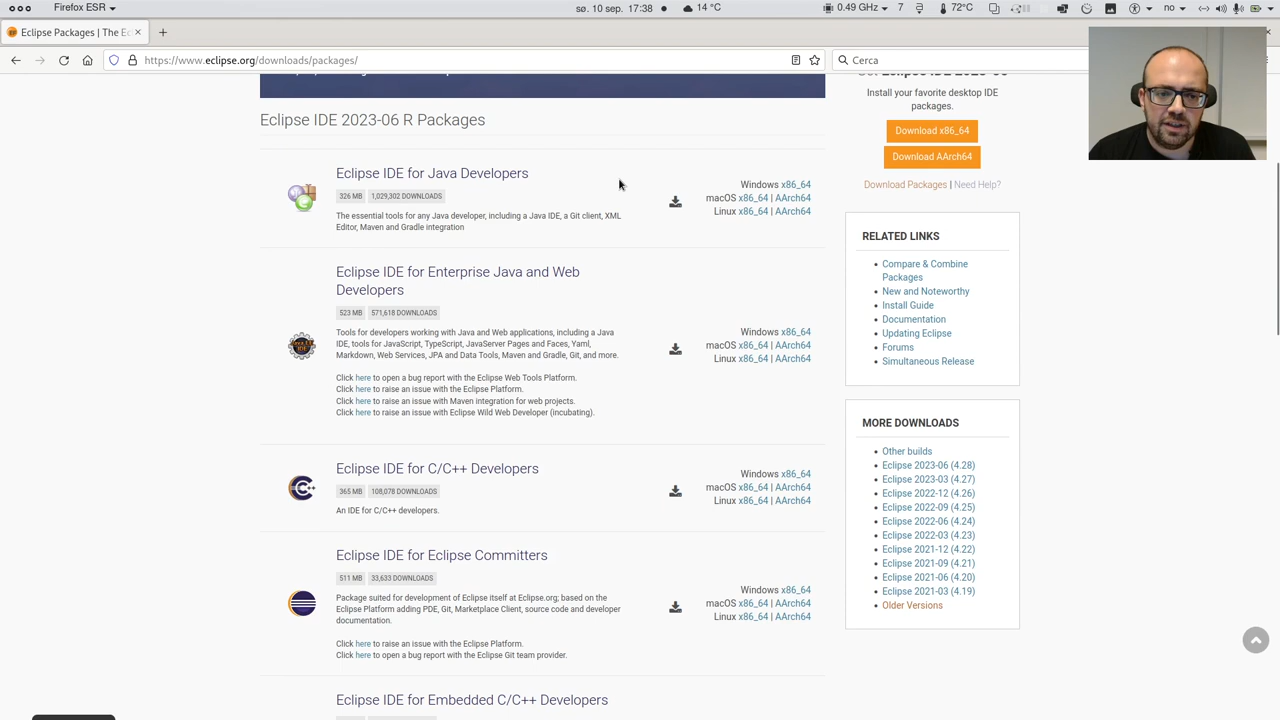 Firefox ESR
sø. 10 sep. 17:38
14 °C
0.49 GHz
7
72°C
no
Eclipse Packages | The Ec
https://www.eclipse.org/downloads/packages/
Cerca
Eclipse IDE 2023-06 R Packages
Eclipse IDE for Java Developers
326 MB 1,029,302 DOWNLOADS
The essential tools for any Java developer, including a Java IDE, a Git client, XML
Editor, Maven and Gradle integration
Windows x86_64
macOS x86_64 | AArch64
Linux x86_64 | AArch64
Eclipse IDE for Enterprise Java and Web
Developers
523 MB 571,618 DOWNLOADS
Tools for developers working with Java and Web applications, including a Java
IDE, tools for JavaScript, TypeScript, JavaServer Pages and Faces, Yaml,
Markdown, Web Services, JPA and Data Tools, Maven and Gradle, Git, and more.
Click here to open a bug report with the Eclipse Web Tools Platform.
Click here to raise an issue with the Eclipse Platform.
Click here to raise an issue with Maven integration for web projects.
Click here to raise an issue with Eclipse Wild Web Developer (incubating).
Windows x86_64
macOS x86_64 | AArch64
Linux x86_64 | AArch64
Eclipse IDE for C/C++ Developers
365 MB 108,078 DOWNLOADS
An IDE for C/C++ developers.
Windows x86_64
macOS x86_64 | AArch64
Linux x86_64 | AArch64
Eclipse IDE for Eclipse Committers
511 MB 33,633 DOWNLOADS
Package suited for development of Eclipse itself at Eclipse.org; based on the
Eclipse Platform adding PDE, Git, Marketplace Client, source code and developer
documentation.
Click here to raise an issue with the Eclipse Platform.
Click here to open a bug report with the Eclipse Git team provider.
Windows x86_64
macOS x86_64 | AArch64
Linux x86_64 | AArch64
Eclipse IDE for Embedded C/C++ Developers
Install your favorite desktop IDE
packages.
Download x86_64
Download AArch64
Download Packages | Need Help?
RELATED LINKS
Compare & Combine
Packages
New and Noteworthy
Install Guide
Documentation
Updating Eclipse
Forums
Simultaneous Release
MORE DOWNLOADS
Other builds
Eclipse 2023-06 (4.28)
Eclipse 2023-03 (4.27)
Eclipse 2022-12 (4.26)
Eclipse 2022-09 (4.25)
Eclipse 2022-06 (4.24)
Eclipse 2022-03 (4.23)
Eclipse 2021-12 (4.22)
Eclipse 2021-09 (4.21)
Eclipse 2021-06 (4.20)
Eclipse 2021-03 (4.19)
Older Versions